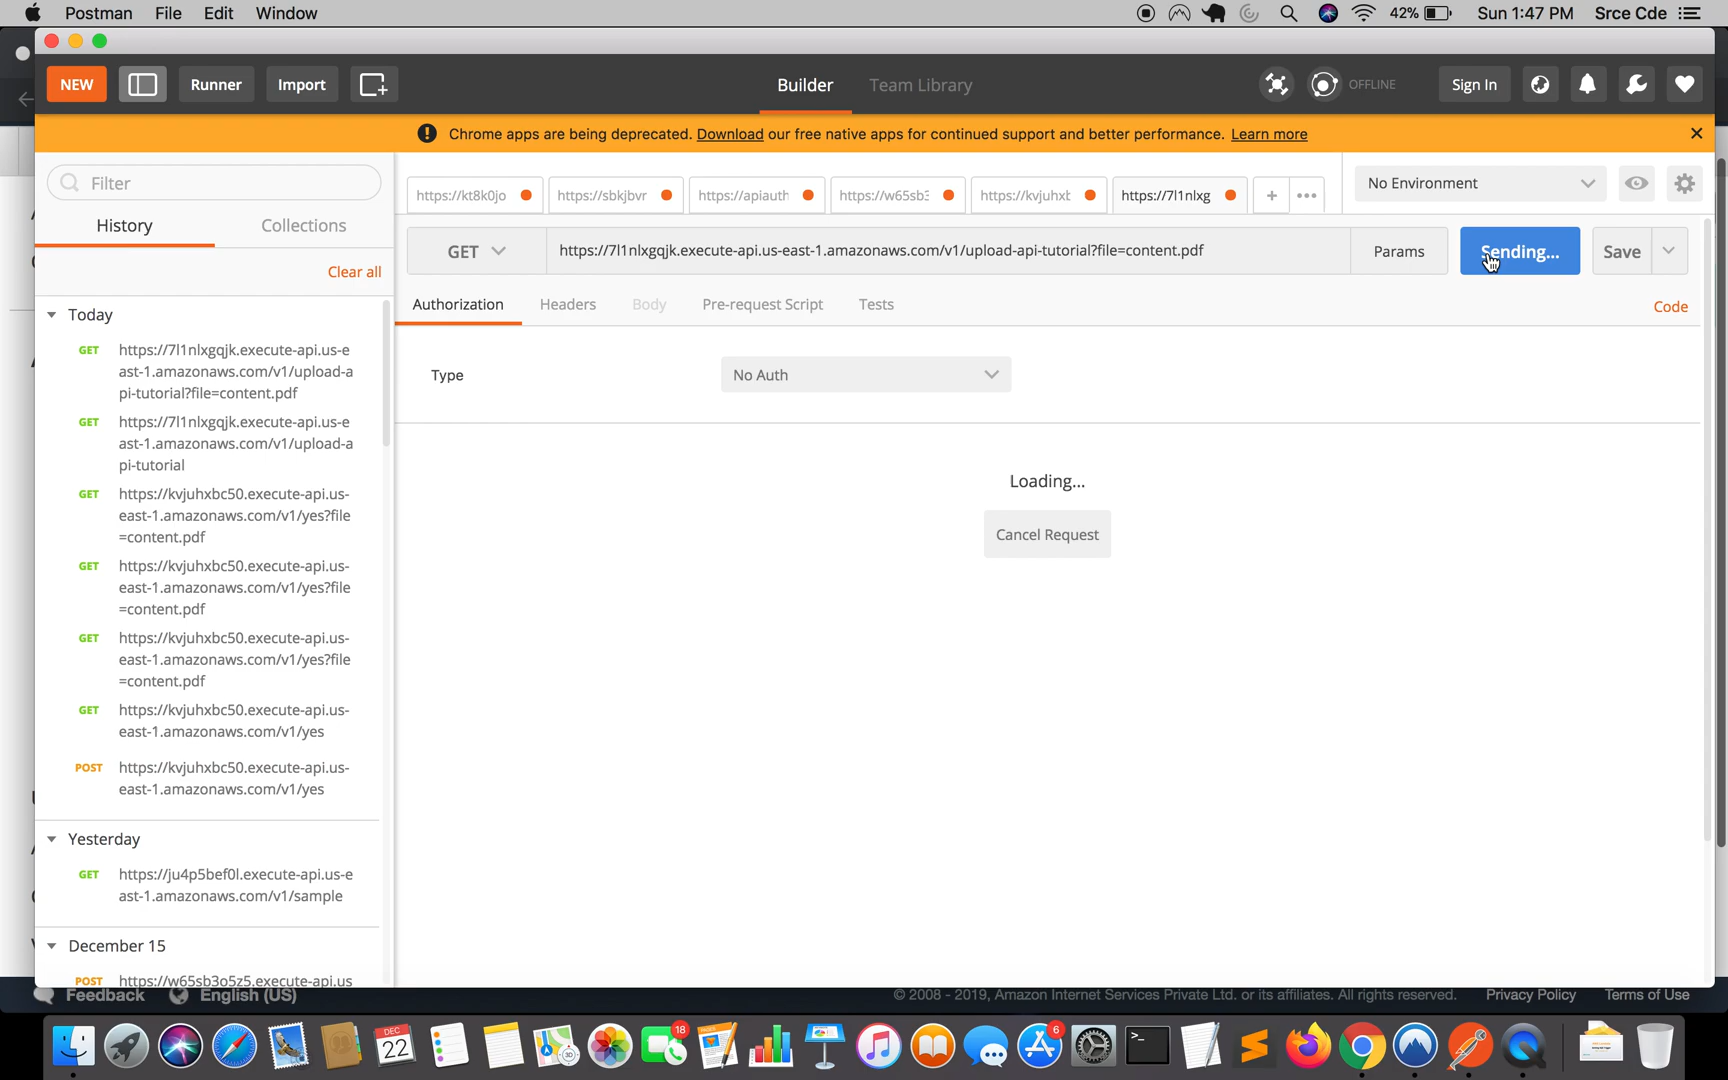 Postman File Edit Window 42% Sun 1:47 PM Srce Cde
NEW Runner Import Builder Team Library OFFLINE Sign In
Chrome apps are being deprecated. Download our free native apps for continued support and better performance. Learn more
Filter
History Collections
Clear all
Today
GET https://7l1nlxgqjk.execute-api.us-e
ast-1.amazonaws.com/v1/upload-a
pi-tutorial?file=content.pdf
GET https://7l1nlxgqjk.execute-api.us-e
ast-1.amazonaws.com/v1/upload-a
pi-tutorial
GET https://kvjuhxbc50.execute-api.us-
east-1.amazonaws.com/v1/yes?file
=content.pdf
GET https://kvjuhxbc50.execute-api.us-
east-1.amazonaws.com/v1/yes?file
=content.pdf
GET https://kvjuhxbc50.execute-api.us-
east-1.amazonaws.com/v1/yes?file
=content.pdf
GET https://kvjuhxbc50.execute-api.us-
east-1.amazonaws.com/v1/yes
POST https://kvjuhxbc50.execute-api.us-
east-1.amazonaws.com/v1/yes
Yesterday
GET https://ju4p5bef0l.execute-api.us-e
ast-1.amazonaws.com/v1/sample
December 15
POST https://w65sb3o5z5.execute-api.us
https://kt8k0jo https://sbkjbvr https://apiauth https://w65sb3 https://kvjuhxb https://7l1nlxg + No Environment
GET https://7l1nlxgqjk.execute-api.us-east-1.amazonaws.com/v1/upload-api-tutorial?file=content.pdf Params Sending... Save
Authorization Headers Body Pre-request Script Tests Code
Type No Auth
Loading...
Cancel Request
Feedback English (US) © 2008 - 2019, Amazon Internet Services Private Ltd. or its affiliates. All rights reserved. Privacy Policy Terms of Use
DEC
22
18
6